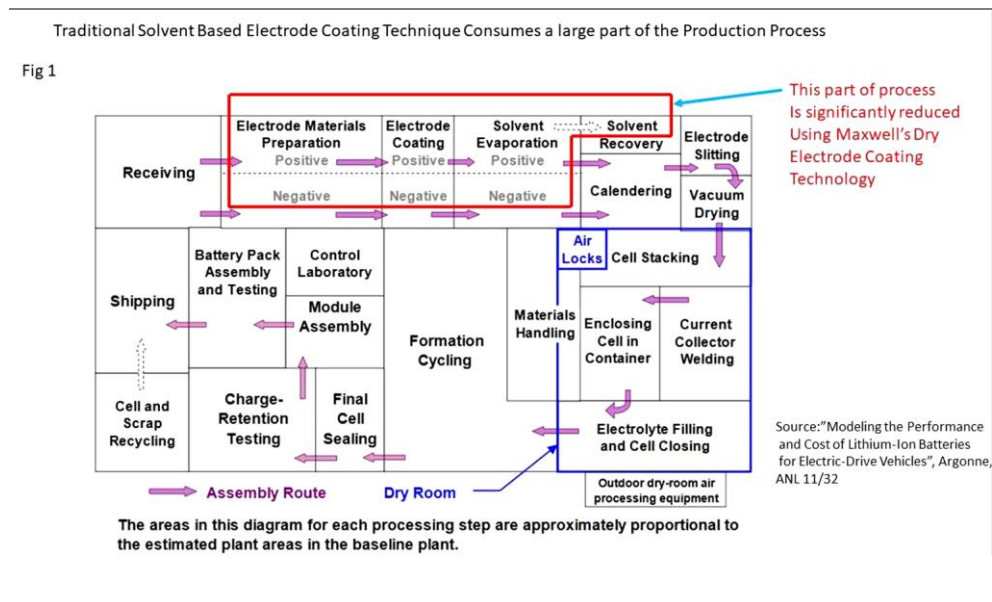 Traditional Solvent Based Electrode Coating Technique Consumes a large part of the Production Process
Fig 1
This part of process
Is significantly reduced
Using Maxwell's Dry
Electrode Coating
Technology
Receiving
Electrode Materials
Preparation
Positive
Negative
Electrode
Coating
Positive
Negative
Solvent
Evaporation
Positive
Negative
Solvent
Recovery
Calendering
Electrode
Slitting
Vacuum
Drying
Shipping
Battery Pack
Assembly
and Testing
Control
Laboratory
Module
Assembly
Formation
Cycling
Materials
Handling
Air
Locks
Cell Stacking
Enclosing
Cell in
Container
Current
Collector
Welding
Cell and
Scrap
Recycling
Charge-
Retention
Testing
Final
Cell
Sealing
Electrolyte Filling
and Cell Closing
Source:"Modeling the Performance
and Cost of Lithium-Ion Batteries
for Electric-Drive Vehicles", Argonne,
ANL 11/32
Assembly Route
Dry Room
Outdoor dry-room air
processing equipment
The areas in this diagram for each processing step are approximately proportional to
the estimated plant areas in the baseline plant.